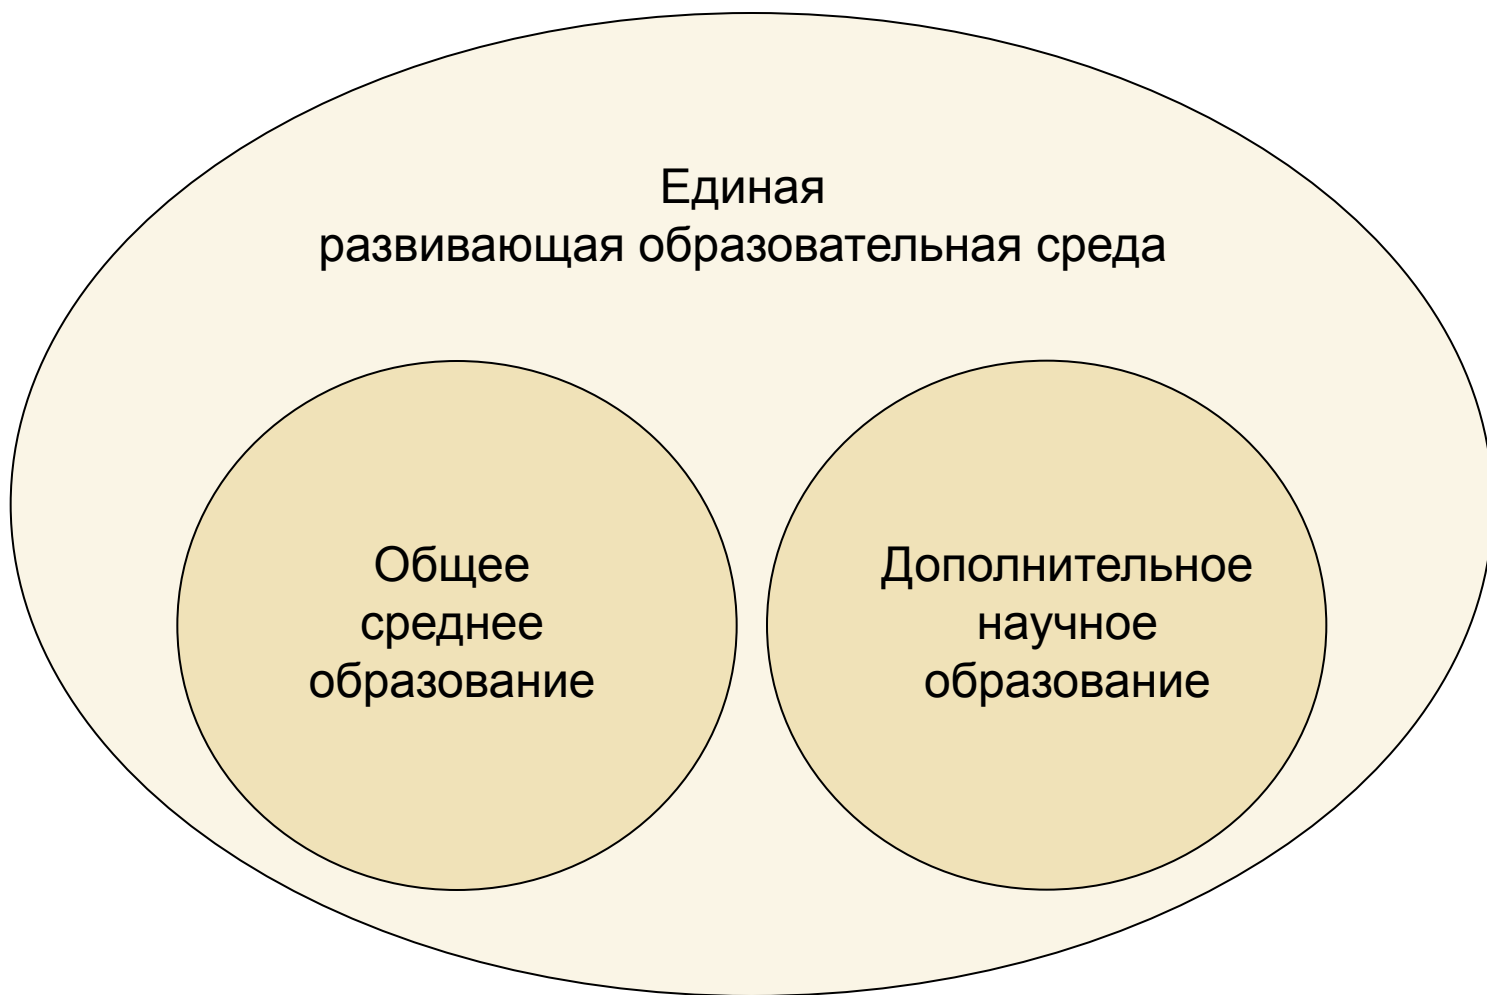 Единая
развивающая образовательная среда
Общее
среднее
образование
Дополнительное
научное
образование